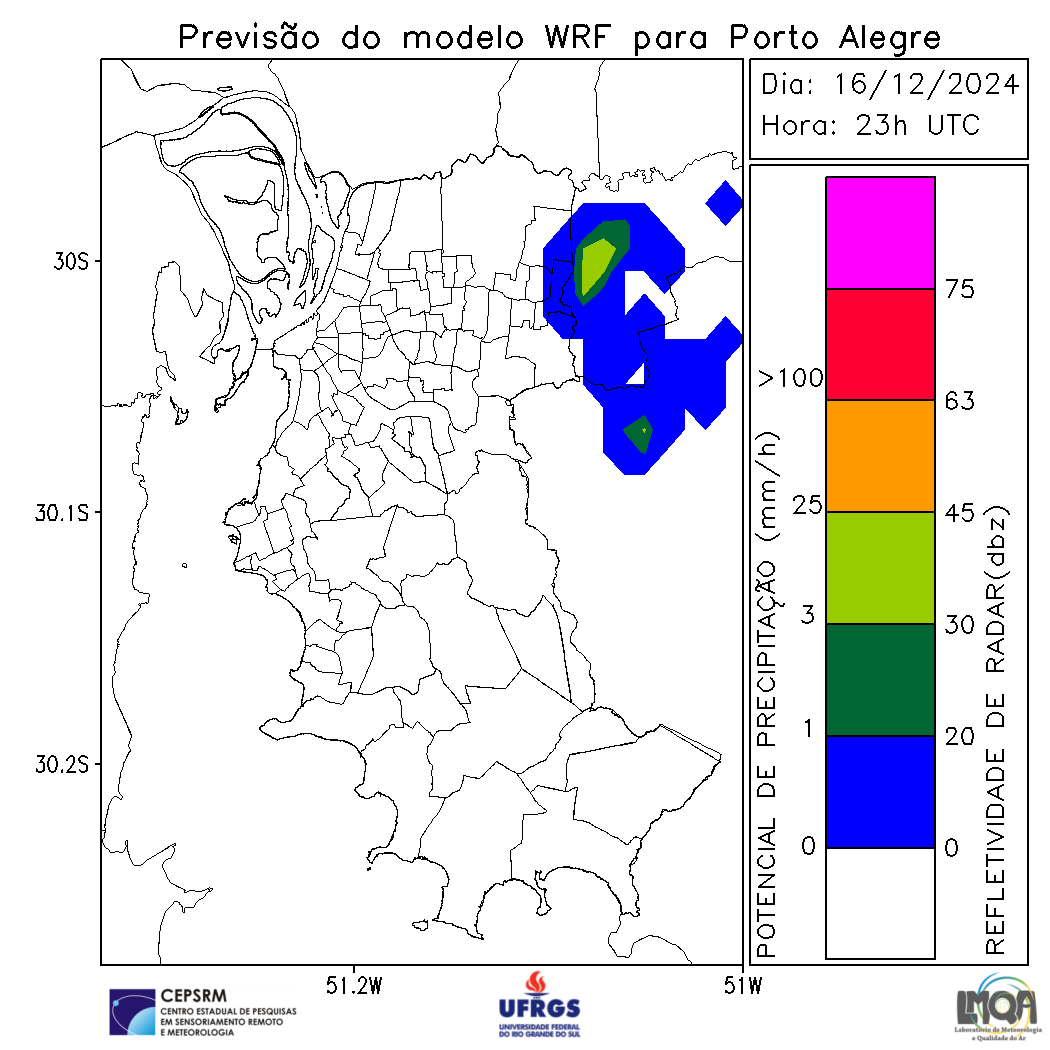 Previsão do modelo WRF para Porto Alegre
Dia: 16/12/2024
Hora: 23h UTC
30S
30.1S
30.2S
51.2W
51W
POTENCIAL DE PRECIPITAÇÃO (mm/h)
>100
25
3
1
0
75
63
45
30
20
0
REFLETIVIDADE DE RADAR(dbz)
CEPSRM
CENTRO ESTADUAL DE PESQUISAS
EM SENSORIAMENTO REMOTO
E METEOROLOGIA
UFRGS
UNIVERSIDADE FEDERAL
DO RIO GRANDE DO SUL
LMQA
Laboratório de Meteorologia
e Qualidade do Ar